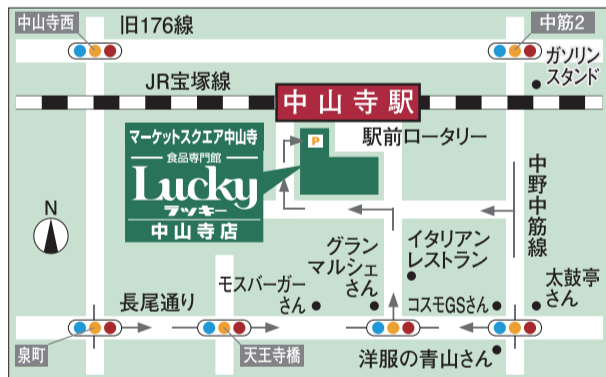 中山寺西
旧176線
中筋2
ガソリン
スタンド
JR宝塚線
中山寺駅
マーケットスクエア中山寺
食品専門館
Lucky
ラッキー
中山寺店
P
駅前ロータリー
中野中筋線
N
グラン
マルシェ
さん
イタリアン
レストラン
モスバーガー
さん
コスモGSさん
太鼓亭
さん
長尾通り
泉町
天王寺橋
洋服の青山さん